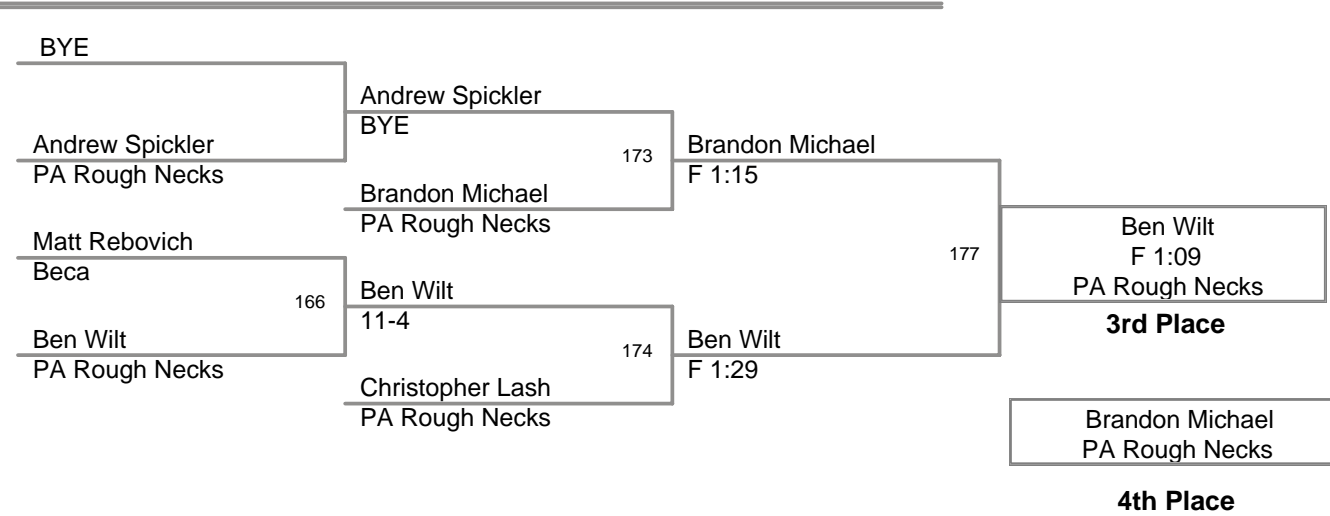 BYE
Andrew Spickler
BYE
Andrew Spickler
PA Rough Necks
173
Brandon Michael
F 1:15
Brandon Michael
PA Rough Necks
Matt Rebovich
Beca
177
Ben Wilt
F 1:09
PA Rough Necks
3rd Place
166
Ben Wilt
11-4
Ben Wilt
PA Rough Necks
174
Ben Wilt
F 1:29
Christopher Lash
PA Rough Necks
Brandon Michael
PA Rough Necks
4th Place